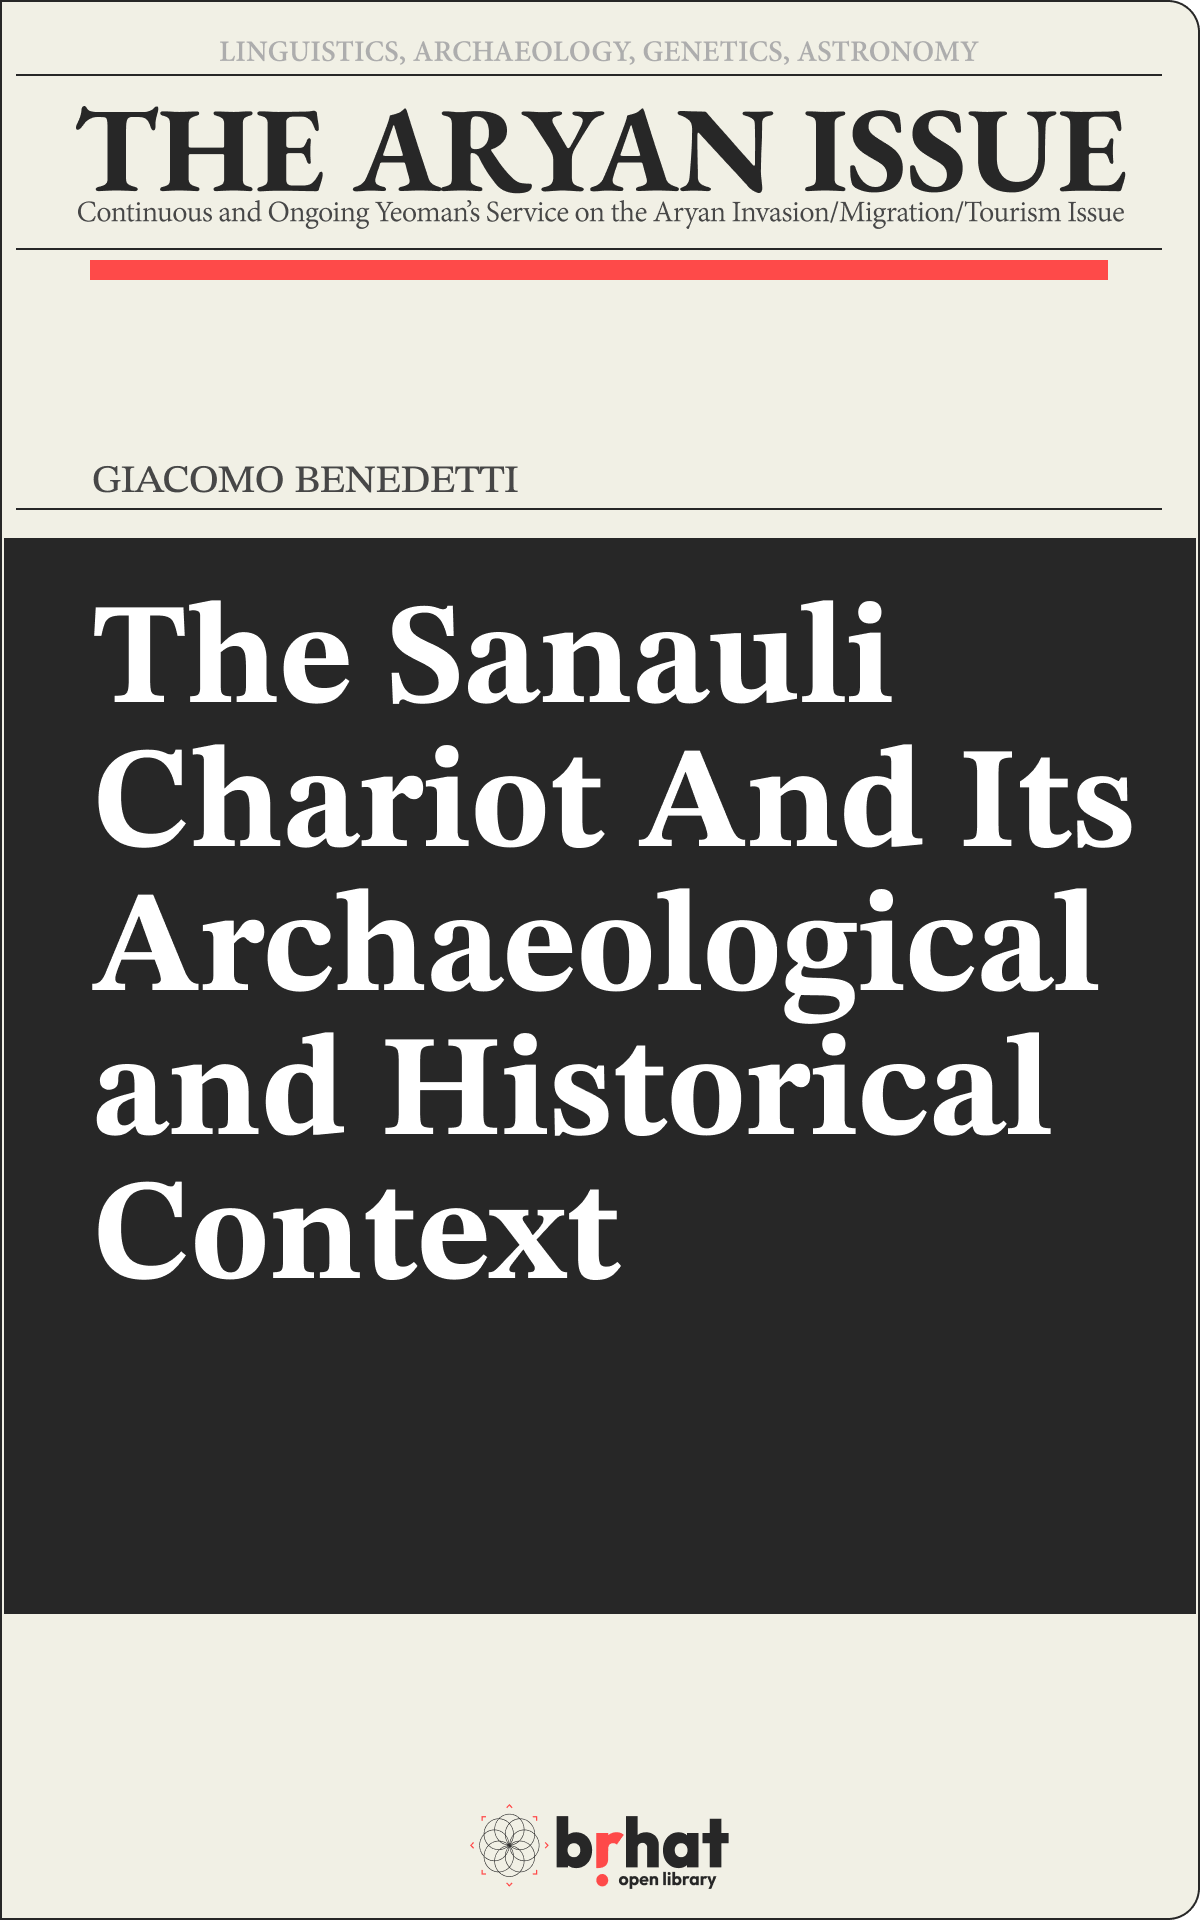 LINGUISTICS, ARCHAEOLOGY, GENETICS, ASTRONOMY
THE ARYAN ISSUE
Continuous and Ongoing Yeoman's Service on the Aryan Invasion/Migration/Tourism Issue
GIACOMO BENEDETTI
The Sanauli
Chariot And Its
Archaeological
and Historical
Context
bṛhat
open library